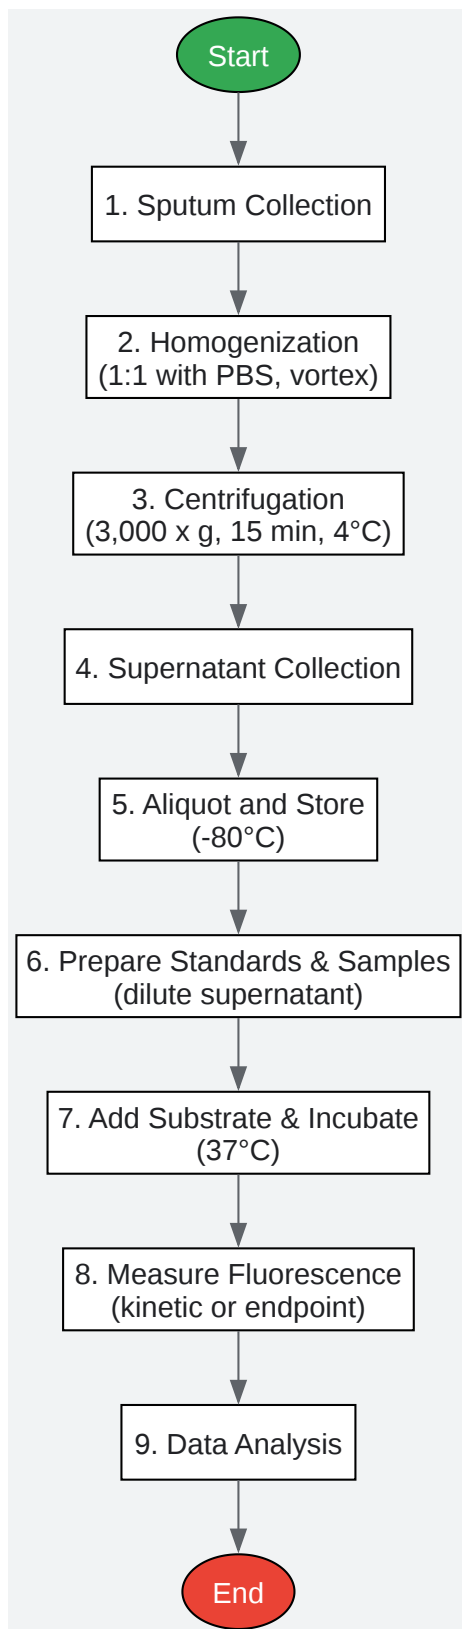 Start
1. Sputum Collection
2. Homogenization
(1:1 with PBS, vortex)
3. Centrifugation
(3,000 x g, 15 min, 4°C)
4. Supernatant Collection
5. Aliquot and Store
(-80°C)
6. Prepare Standards & Samples
(dilute supernatant)
7. Add Substrate & Incubate
(37°C)
8. Measure Fluorescence
(kinetic or endpoint)
9. Data Analysis
End